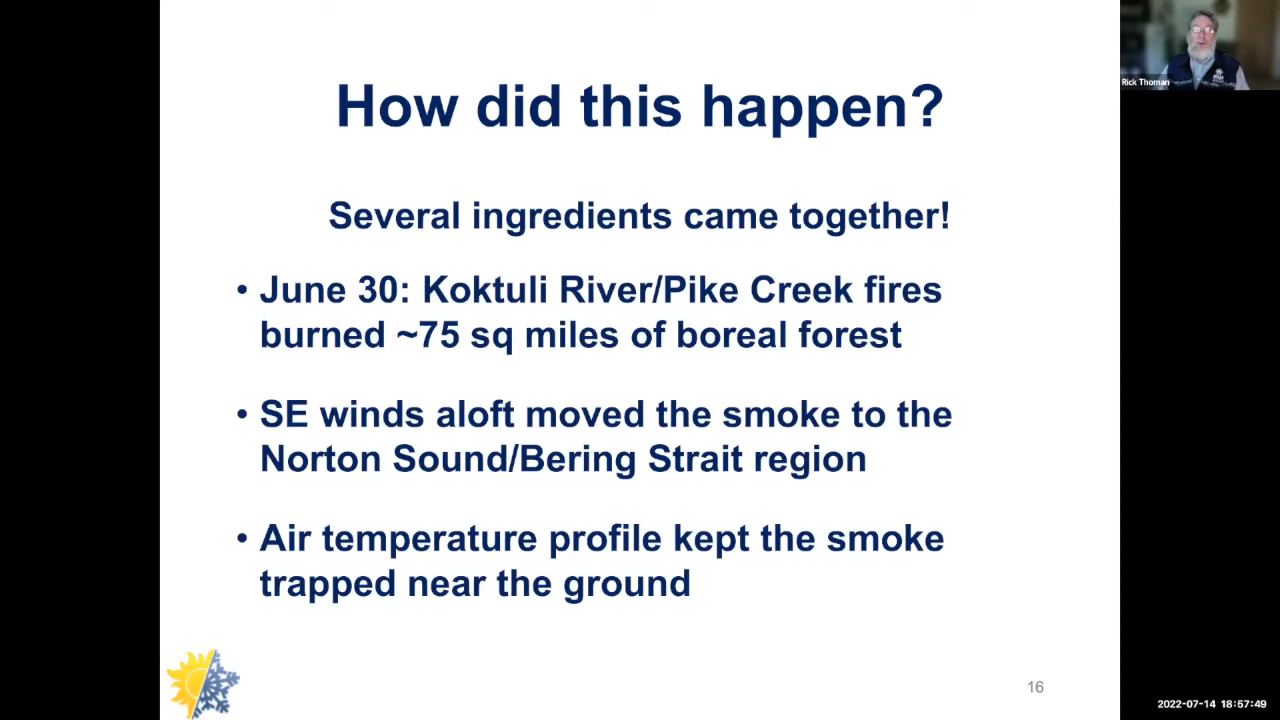 How did this happen?
Several ingredients came together!
• June 30: Koktuli River/Pike Creek fires
burned ~75 sq miles of boreal forest
• SE winds aloft moved the smoke to the
Norton Sound/Bering Strait region
• Air temperature profile kept the smoke
trapped near the ground
16
Rick Thoman
2022-07-14 18:57:49